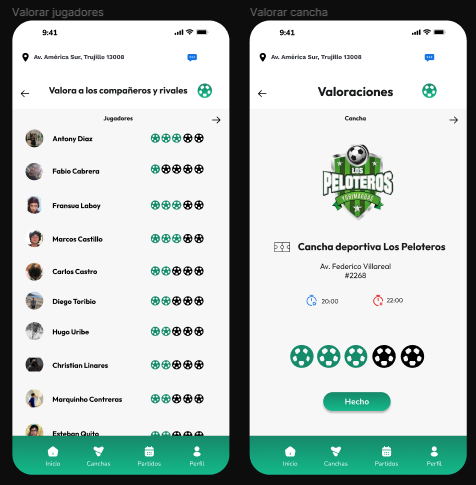 Valorar jugadores
9:41
Av. América Sur, Trujillo 13008
Valora a los compañeros y rivales
Jugadores
Antony Diaz
Fabio Cabrera
Fransua Laboy
Marcos Castillo
Carlos Castro
Diego Toribio
Hugo Uribe
Christian Linares
Marquinho Contreras
Esteban Quito
Inicio
Canchas
Partidos
Perfil
Valorar cancha
9:41
Av. América Sur, Trujillo 13008
Valoraciones
Cancha
LOS
PELOTEROS
YURIMAGUAS
Cancha deportiva Los Peloteros
Av. Federico Villareal
#2268
20:00
22:00
Hecho
Inicio
Canchas
Partidos
Perfil